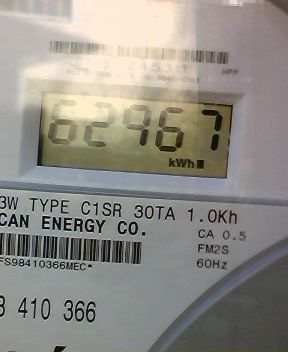 62967
kWh
3W TYPE C1SR 30TA 1.0Kh
CAN ENERGY CO.
CA 0.5
FM2S
60Hz
FS98410366MEC*
8 410 366